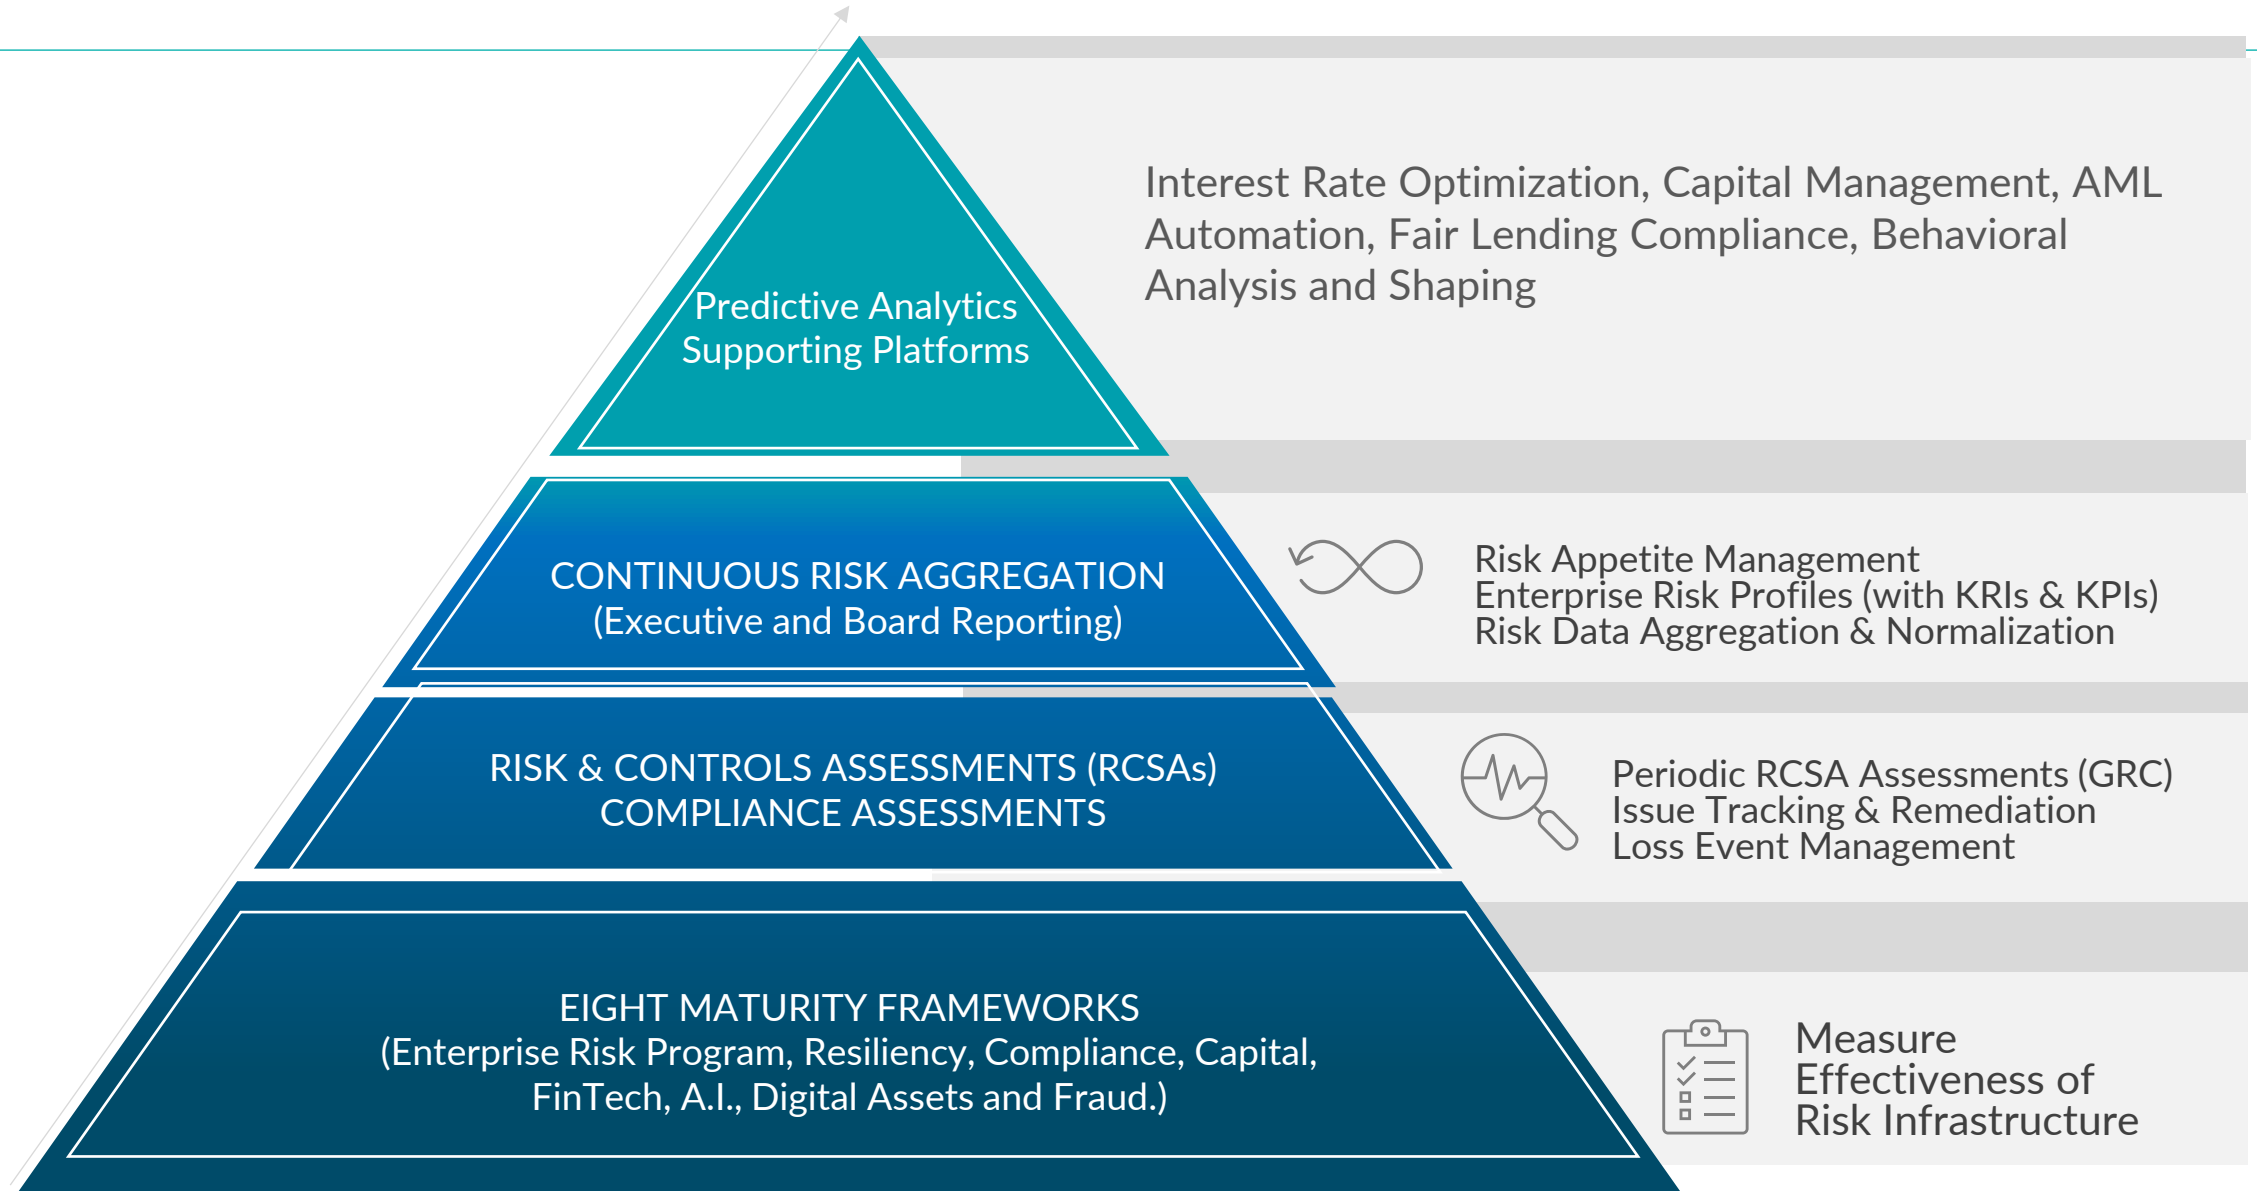 Interest Rate Optimization, Capital Management, AML
Automation, Fair Lending Compliance, Behavioral
Analysis and Shaping
Predictive Analytics
Supporting Platforms
CONTINUOUS RISK AGGREGATION
(Executive and Board Reporting)
Risk Appetite Management
Enterprise Risk Profiles (with KRIs & KPIs)
Risk Data Aggregation & Normalization
RISK & CONTROLS ASSESSMENTS (RCSAs)
COMPLIANCE ASSESSMENTS
Periodic RCSA Assessments (GRC)
Issue Tracking & Remediation
Loss Event Management
EIGHT MATURITY FRAMEWORKS
(Enterprise Risk Program, Resiliency, Compliance, Capital,
FinTech, A.I., Digital Assets and Fraud.)
Measure
Effectiveness of
Risk Infrastructure